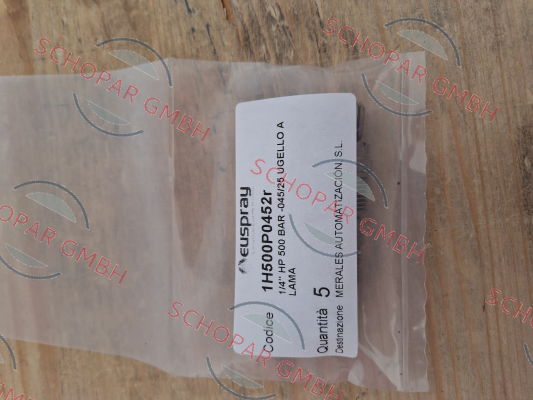 euspray
Codice 1H500P0452r
1/4" HP 500 BAR -045/25 UGELLO A
LAMA
Quantità 5
Destinazione MERALES AUTOMATIZACION S.L.
SCHOPAR GMBH
SCHOPAR GMBH
SCHOPAR GMBH
SCHOPAR GMBH
SCHOPAR GMBH
SCHOPAR GMBH